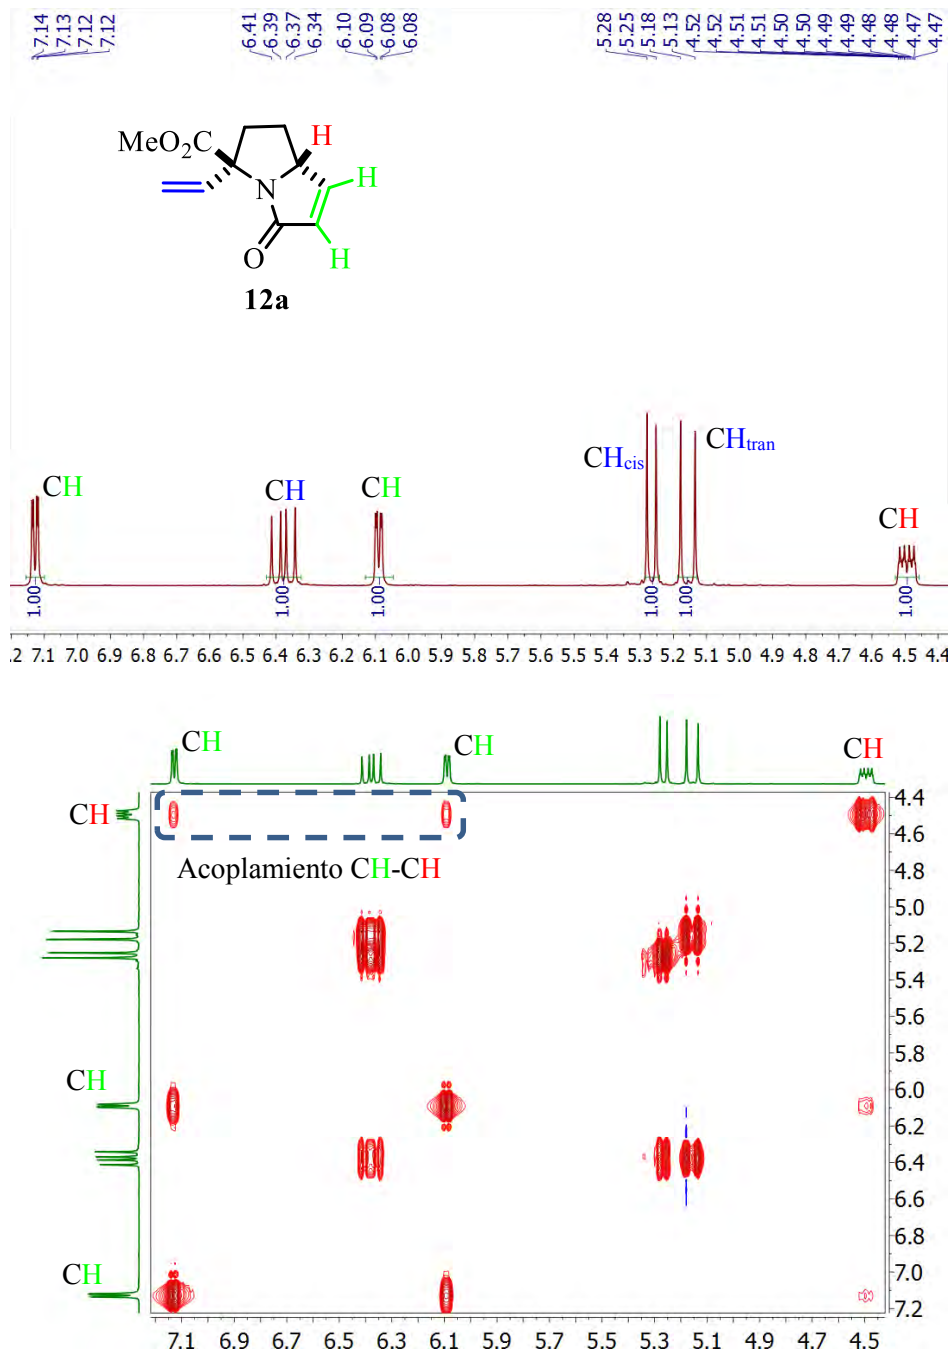 7.14 7.13 7.12 7.12 6.41 6.39 6.37 6.34 6.10 6.09 6.08 6.08 5.28 5.25 5.18 5.13 4.52 4.52 4.51 4.51 4.50 4.50 4.49 4.49 4.48 4.48 4.47 4.47
MeO2C
H
H
N
O
H
12a
CH
CH
CH
CHcis
CHtran
CH
1.00 1.00 1.00 1.00 1.00 1.00
.2 7.1 7.0 6.9 6.8 6.7 6.6 6.5 6.4 6.3 6.2 6.1 6.0 5.9 5.8 5.7 5.6 5.5 5.4 5.3 5.2 5.1 5.0 4.9 4.8 4.7 4.6 4.5 4.4
CH
CH
CH
CH
Acoplamiento CH-CH
CH
CH
4.4
4.6
4.8
5.0
5.2
5.4
5.6
5.8
6.0
6.2
6.4
6.6
6.8
7.0
7.2
7.1 6.9 6.7 6.5 6.3 6.1 5.9 5.7 5.5 5.3 5.1 4.9 4.7 4.5